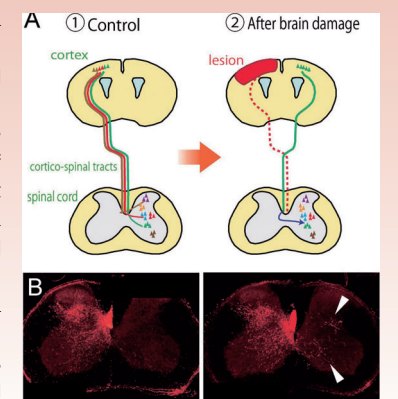 A
① Control
② After brain damage
cortex
lesion
cortico-spinal tracts
spinal cord
B